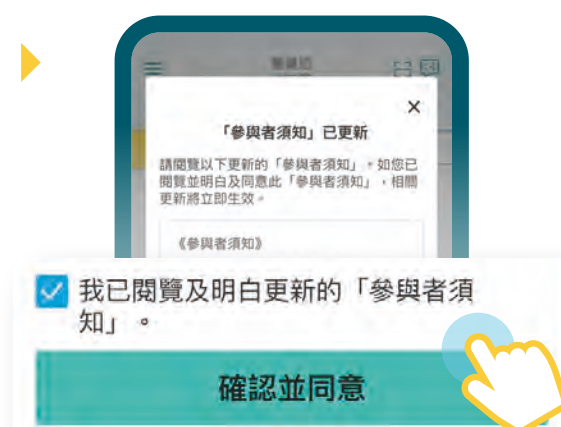 「參與者須知」已更新
請閱覽以下更新的「參與者須知」。如您已
閱覽並明白及同意此「參與者須知」，相關
更新將立即生效。
《參與者須知》
我已閱覽及明白更新的「參與者須
知」。
確認並同意